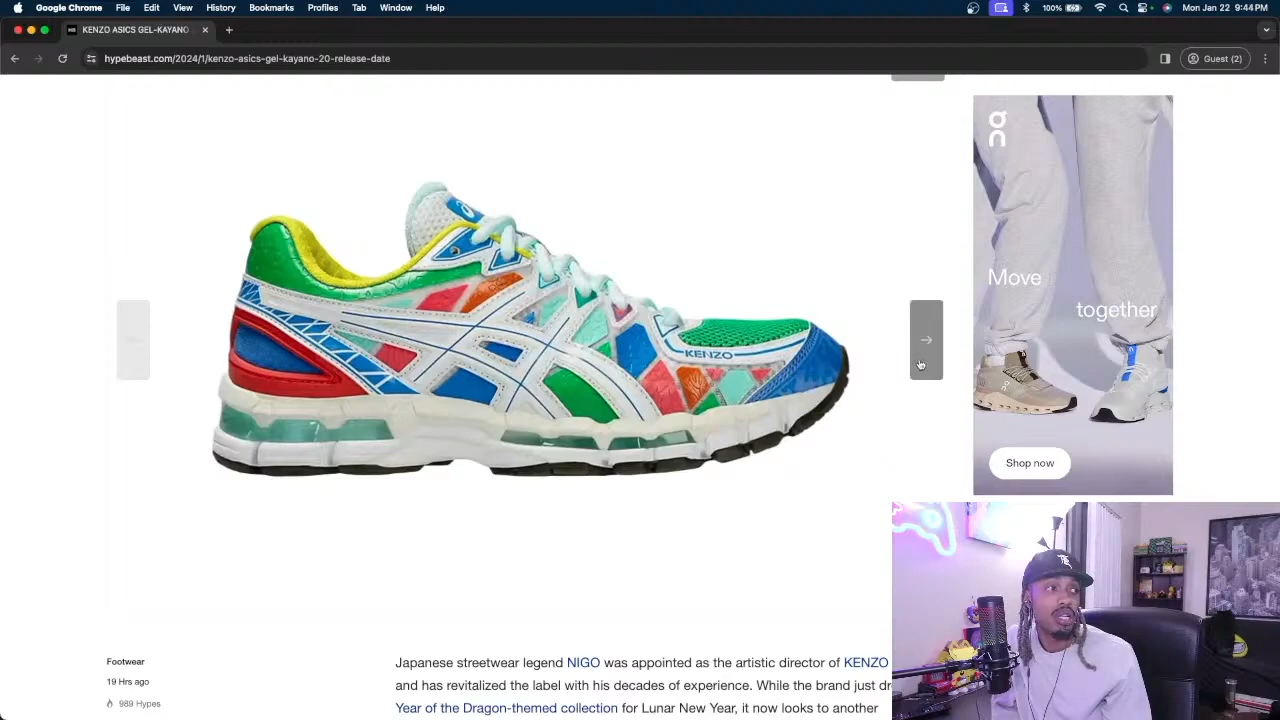 Google Chrome File Edit View History Bookmarks Profiles Tab Window Help 100% Mon Jan 22 9:44 PM
KENZO ASICS GEL-KAYANO
hypebeast.com/2024/1/kenzo-asics-gel-kayano-20-release-date Guest (2)
on
Move
together
KENZO
Shop now
Footwear
19 Hrs ago
989 Hypes
Japanese streetwear legend NIGO was appointed as the artistic director of KENZO
and has revitalized the label with his decades of experience. While the brand just dr
Year of the Dragon-themed collection for Lunar New Year, it now looks to another